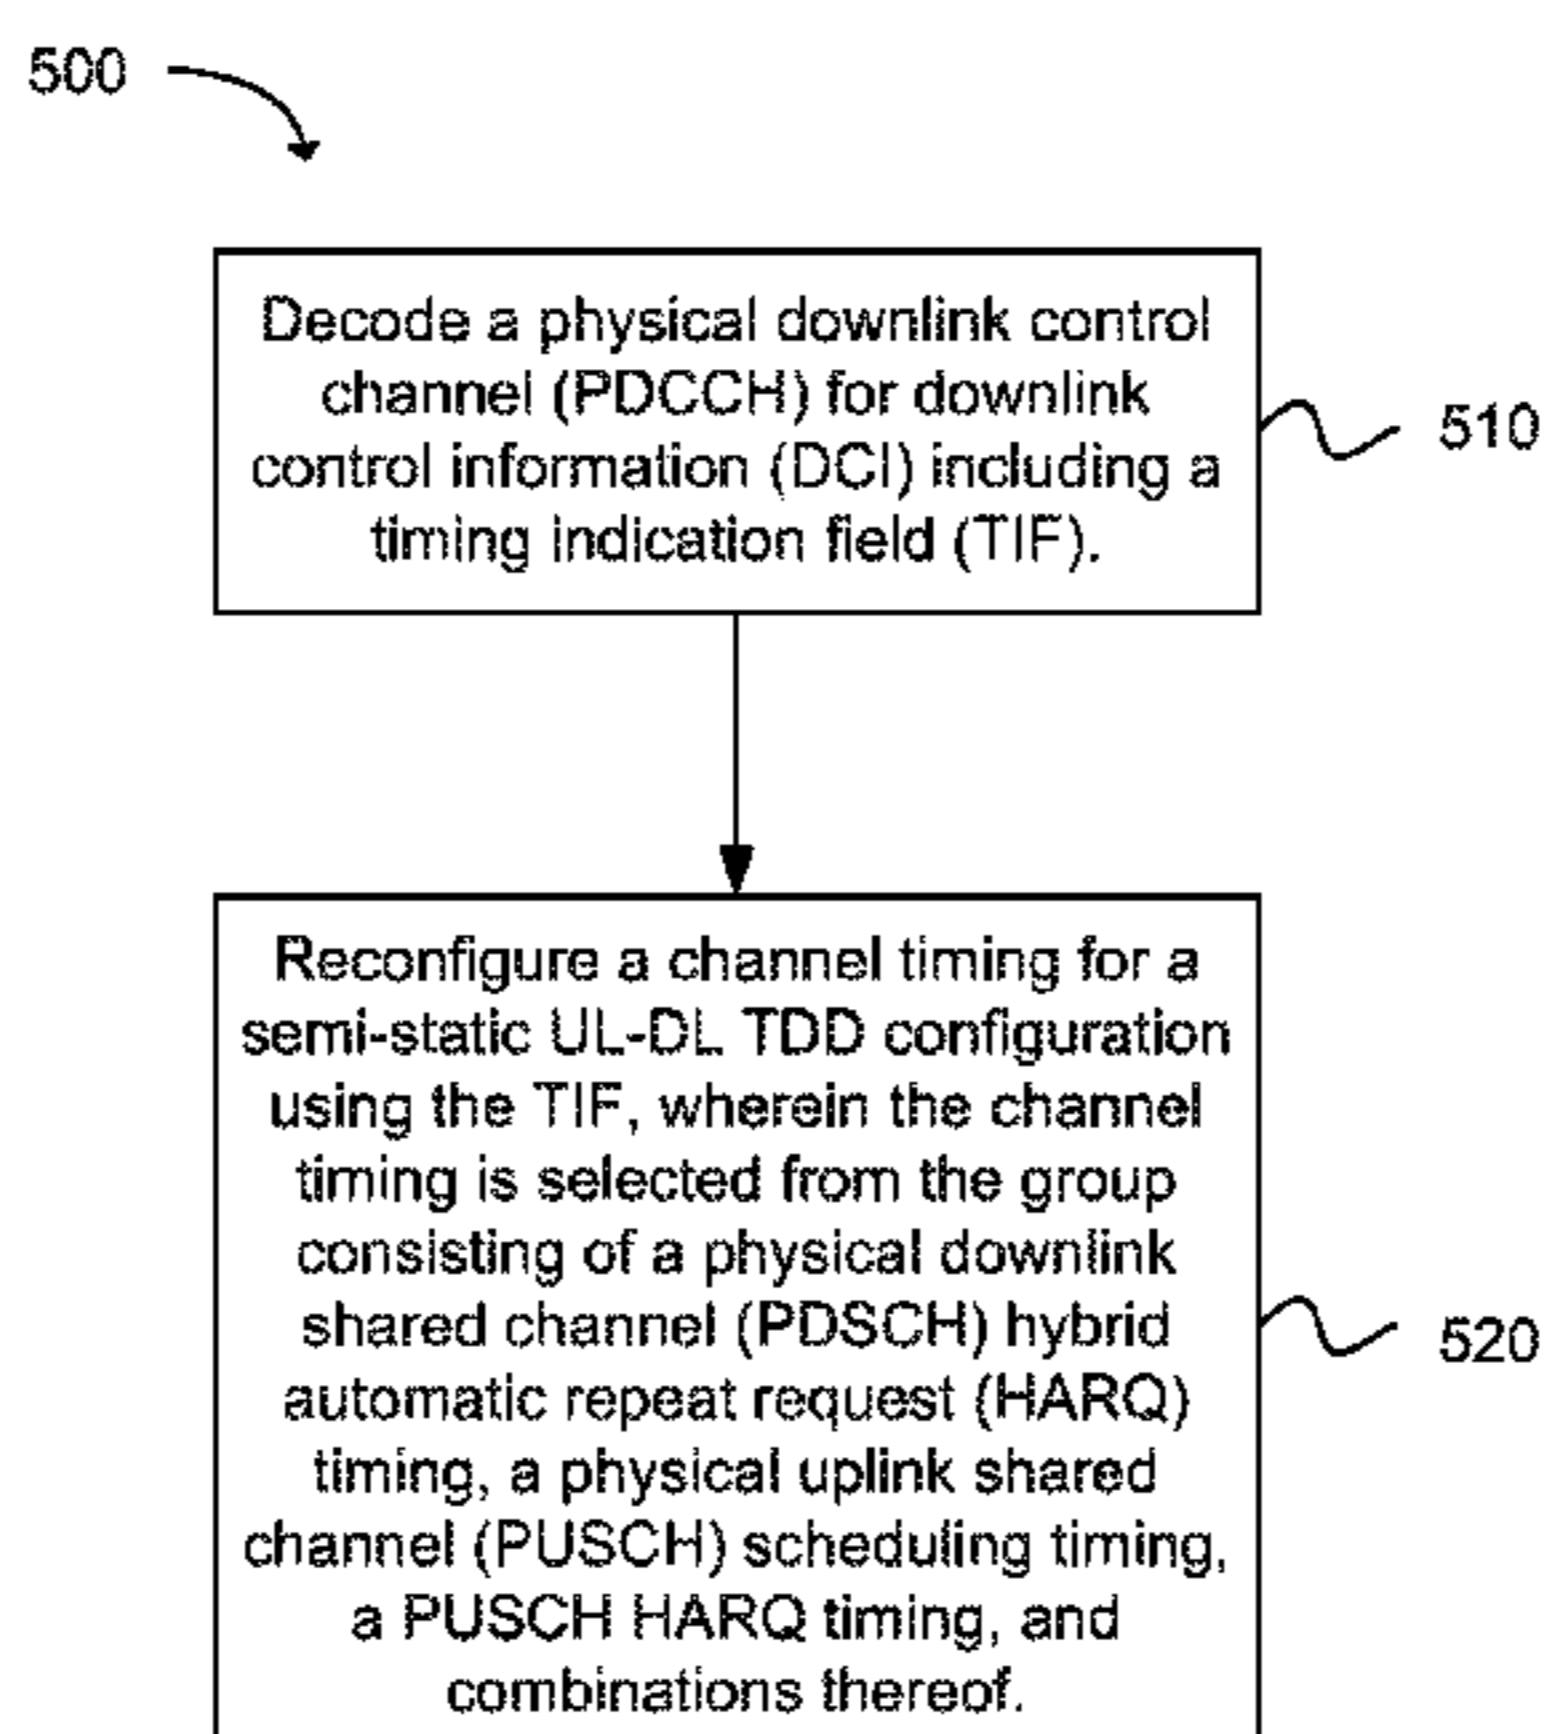 500
Decode a physical downlink control
channel (PDCCH) for downlink
control information (DCI) including a
timing indication field (TIF).
510
Reconfigure a channel timing for a
semi-static UL-DL TDD configuration
using the TIF, wherein the channel
timing is selected from the group
consisting of a physical downlink
shared channel (PDSCH) hybrid
automatic repeat request (HARQ)
timing, a physical uplink shared
channel (PUSCH) scheduling timing,
a PUSCH HARQ timing, and
combinations thereof.
520